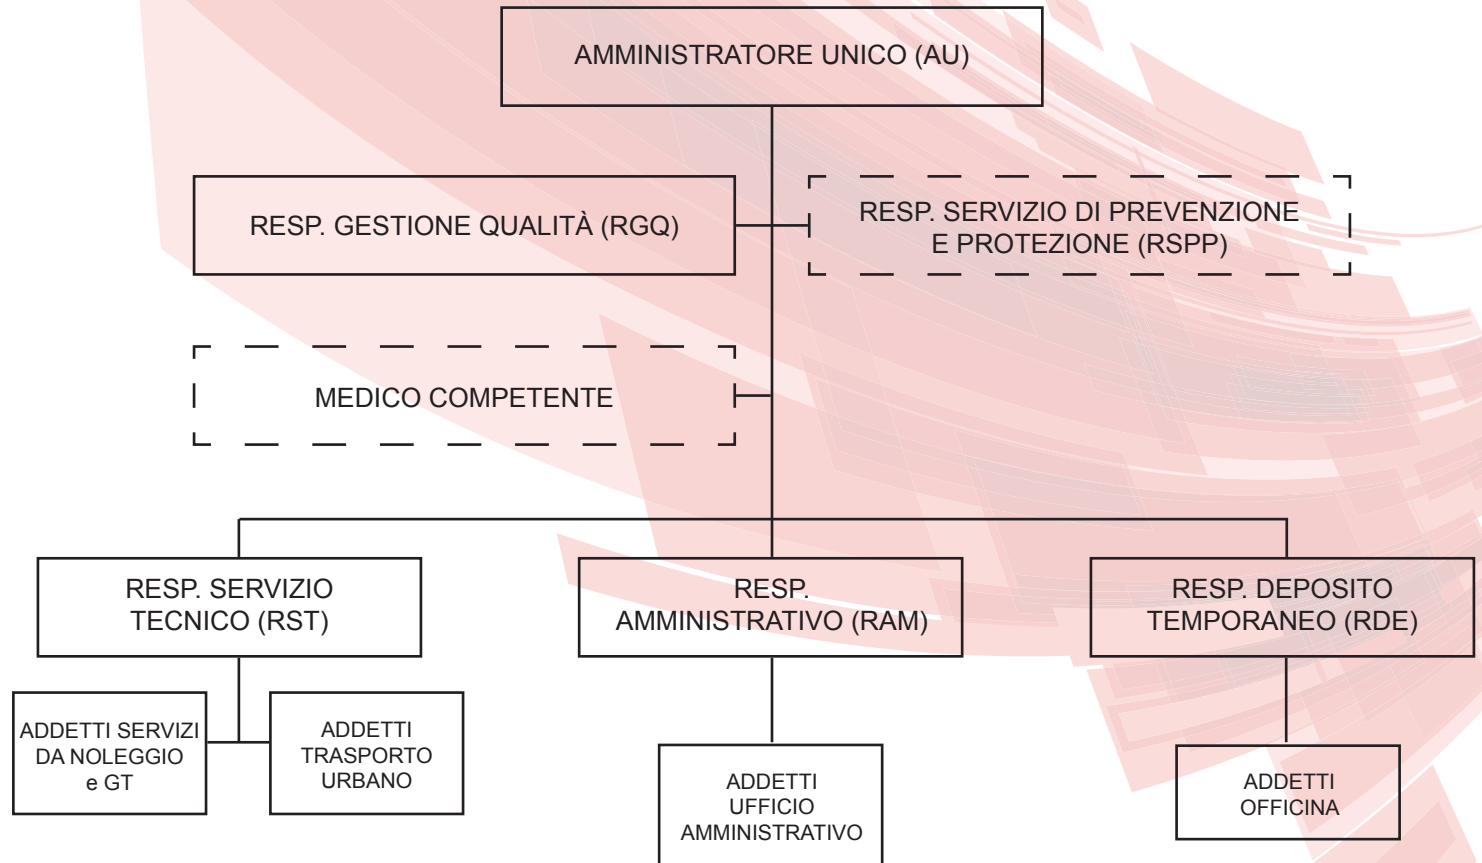 AMMINISTRATORE UNICO (AU)
RESP. GESTIONE QUALITÀ (RGQ)
RESP. SERVIZIO DI PREVENZIONE
E PROTEZIONE (RSPP)
MEDICO COMPETENTE
RESP. SERVIZIO
TECNICO (RST)
RESP.
AMMINISTRATIVO (RAM)
RESP. DEPOSITO
TEMPORANEO (RDE)
ADDETTI SERVIZI
DA NOLEGGIO
e GT
ADDETTI
TRASPORTO
URBANO
ADDETTI
UFFICIO
AMMINISTRATIVO
ADDETTI
OFFICINA